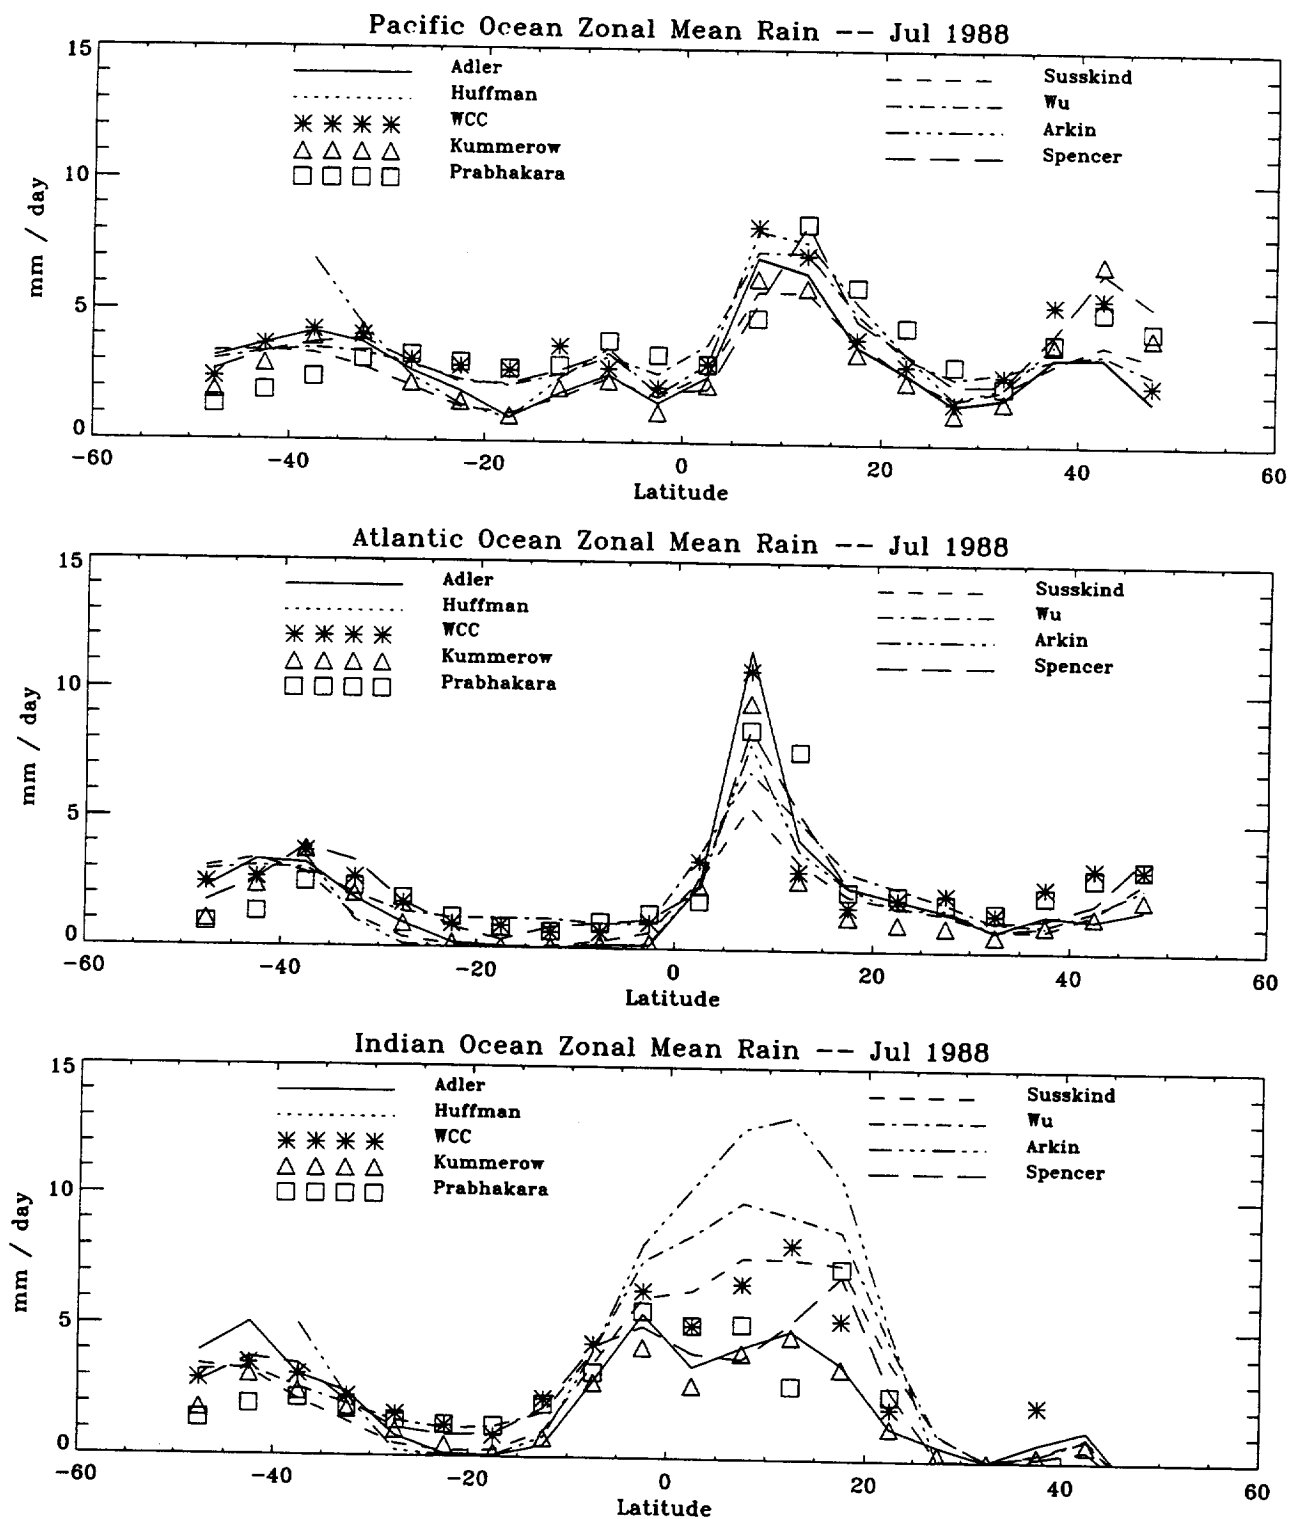 Pacific Ocean Zonal Mean Rain -- Jul 1988
15
10
5
0
mm / day
Adler
Huffman
WCC
Kummerow
Prabhakara
Susskind
Wu
Arkin
Spencer
-60 -40 -20 0 20 40 60
Latitude
Atlantic Ocean Zonal Mean Rain -- Jul 1988
15
10
5
0
mm / day
Adler
Huffman
WCC
Kummerow
Prabhakara
Susskind
Wu
Arkin
Spencer
-60 -40 -20 0 20 40 60
Latitude
Indian Ocean Zonal Mean Rain -- Jul 1988
15
10
5
0
mm / day
Adler
Huffman
WCC
Kummerow
Prabhakara
Susskind
Wu
Arkin
Spencer
-60 -40 -20 0 20 40 60
Latitude